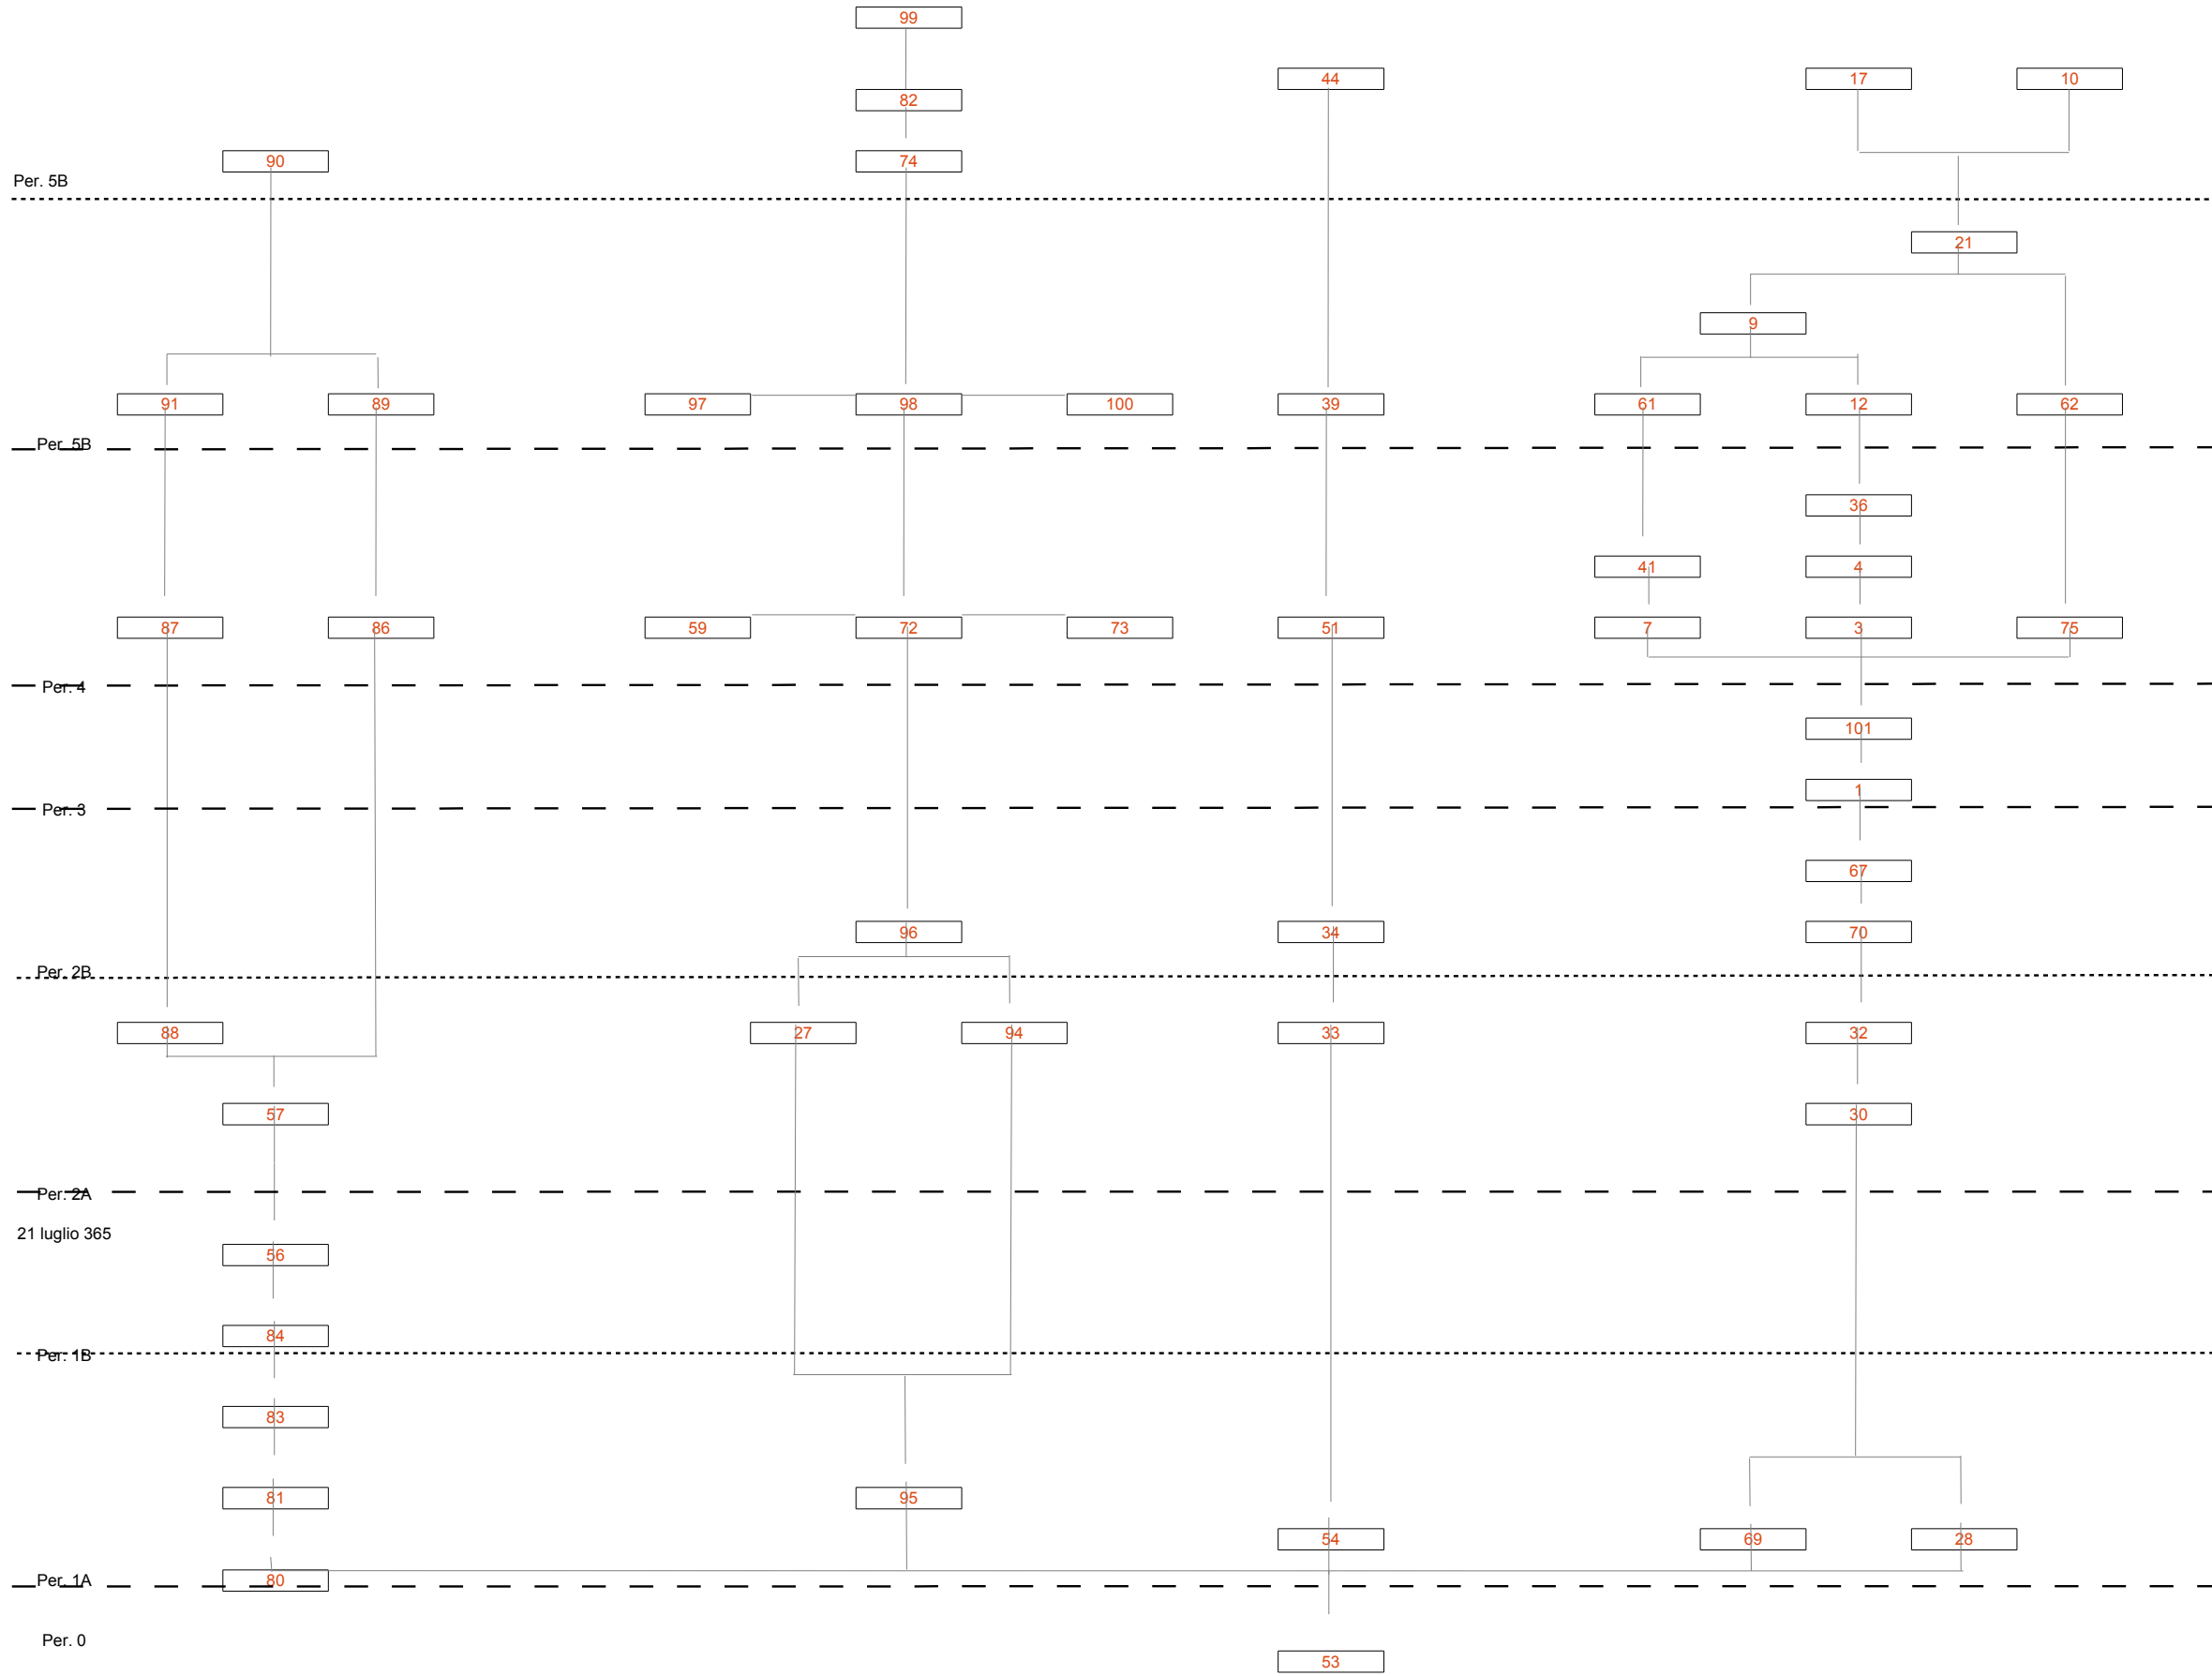 99
44 17 10
82
90 74
Per. 5B
21
9
91 89 97 98 100 39 61 12 62
Per. 5B
36
41 4
87 86 59 72 73 51 7 3 75
Per. 4
101
1
Per. 3
67
96 34 70
Per. 2B
88 27 94 33 32
57 30
Per. 2A
21 luglio 365
56
84
Per. 1B
83
81 95
54 69 28
Per. 1A 80
Per. 0
53